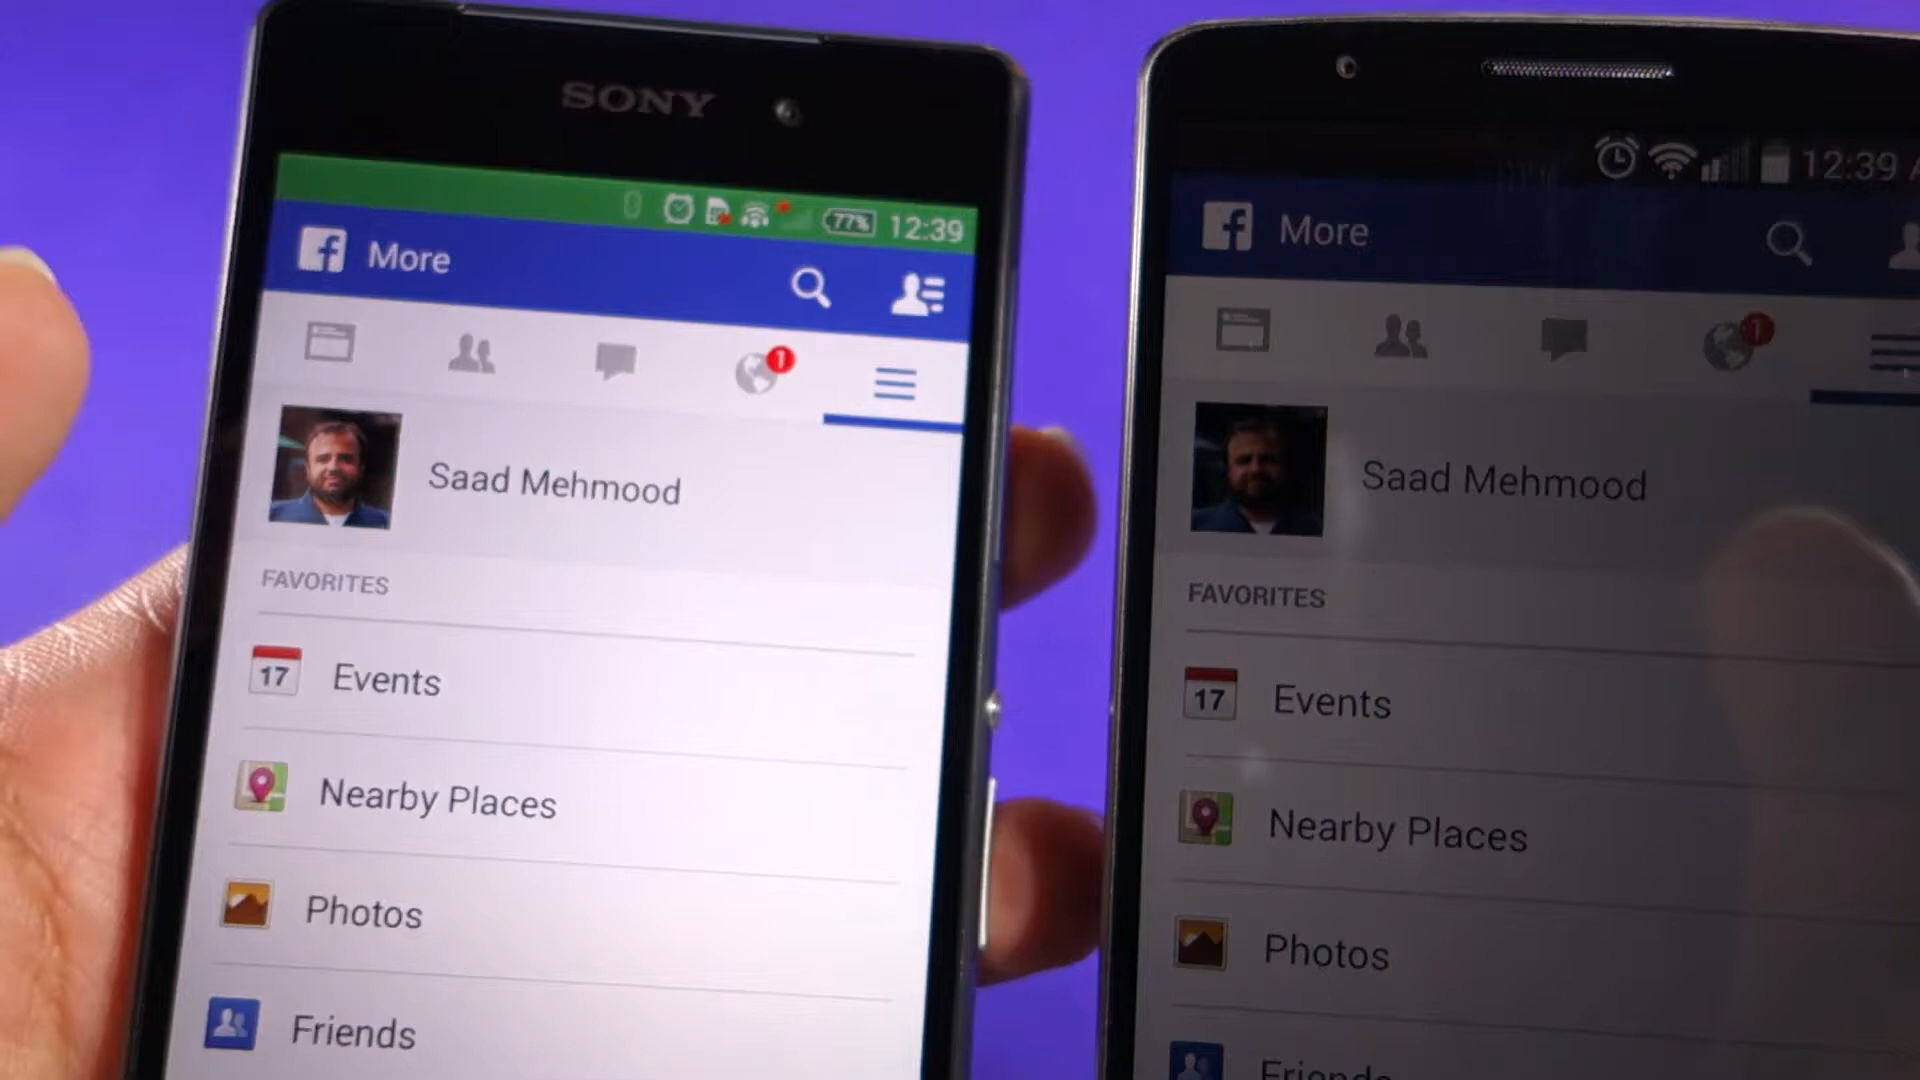 SONY
77% 12:39
More
1
Saad Mehmood
FAVORITES
17 Events
Nearby Places
Photos
Friends
12:39
More
1
Saad Mehmood
FAVORITES
17 Events
Nearby Places
Photos
Friends